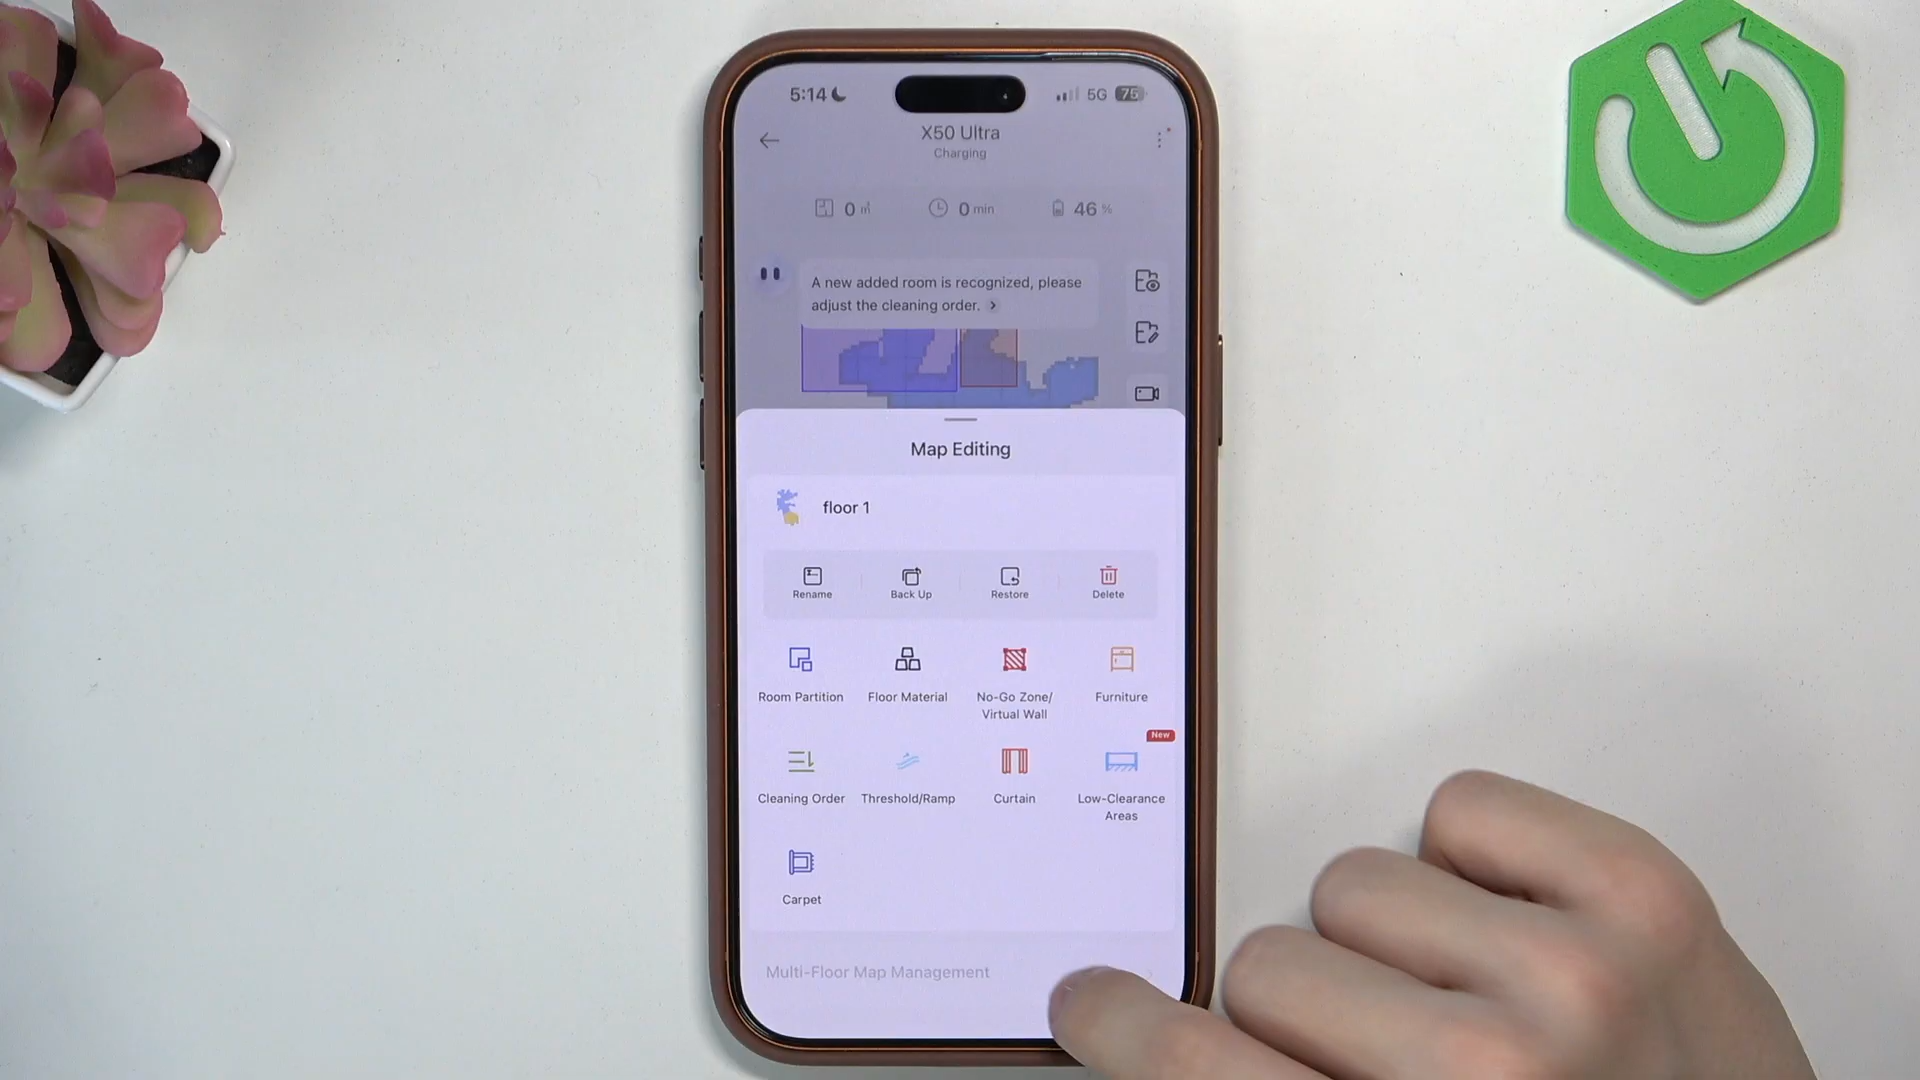 5:14
5G
75
X50 Ultra
Charging
0 ㎡
0 min
46 %
A new added room is recognized, please
adjust the cleaning order. >
Map Editing
floor 1
Rename
Back Up
Restore
Delete
Room Partition
Floor Material
No-Go Zone/
Virtual Wall
Furniture
New
Cleaning Order
Threshold/Ramp
Curtain
Low-Clearance
Areas
Carpet
Multi-Floor Map Management